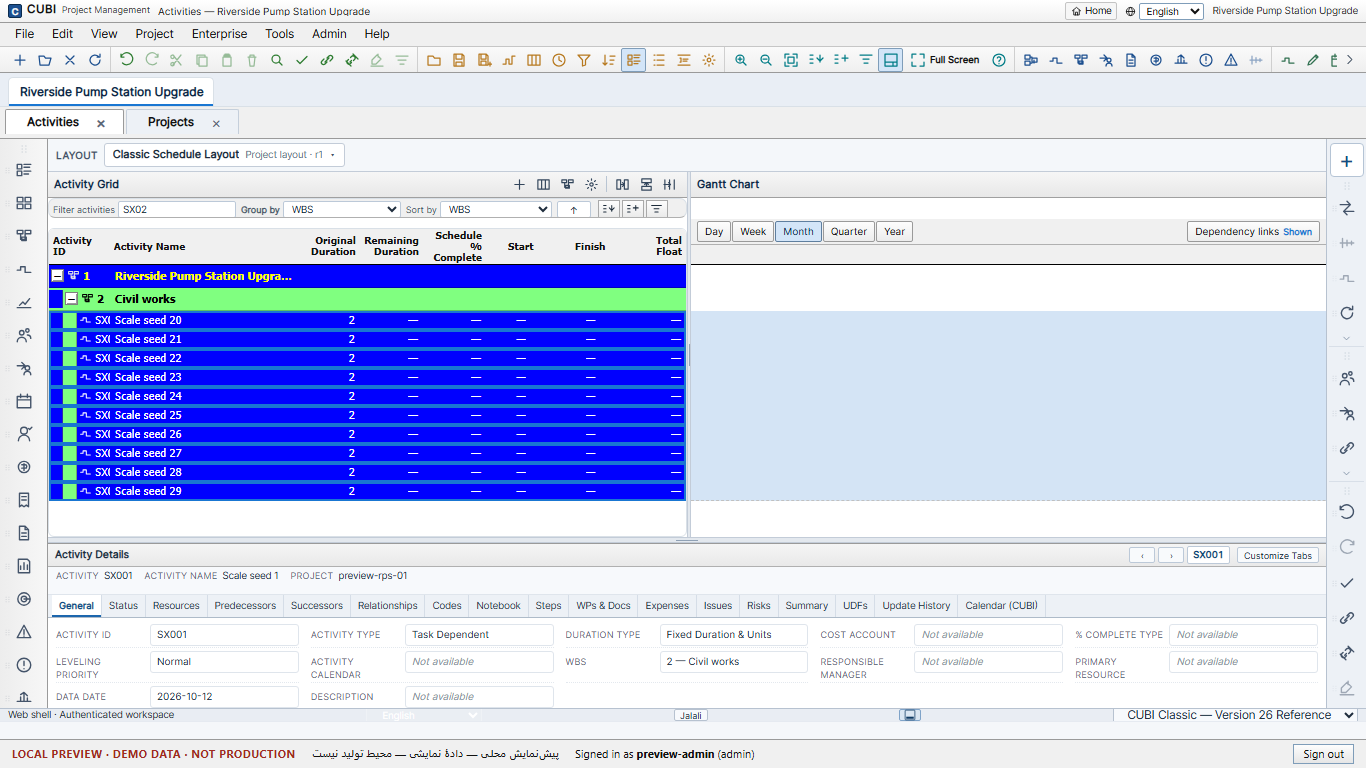 CUBI Project Management Activities — Riverside Pump Station Upgrade Home English Riverside Pump Station Upgrade
File Edit View Project Enterprise Tools Admin Help
Full Screen
Riverside Pump Station Upgrade
Activities × Projects ×
LAYOUT Classic Schedule Layout Project layout · r1
Activity Grid
Gantt Chart
Filter activities SX02 Group by WBS Sort by WBS
Day Week Month Quarter Year Dependency links Shown
Activity ID Activity Name Original Duration Remaining Duration Schedule % Complete Start Finish Total Float
1 Riverside Pump Station Upgra...
2 Civil works
Scale seed 20 2 — — — — —
Scale seed 21 2 — — — — —
Scale seed 22 2 — — — — —
Scale seed 23 2 — — — — —
Scale seed 24 2 — — — — —
Scale seed 25 2 — — — — —
Scale seed 26 2 — — — — —
Scale seed 27 2 — — — — —
Scale seed 28 2 — — — — —
Scale seed 29 2 — — — — —
Activity Details ‹ › SX001 Customize Tabs
ACTIVITY SX001 ACTIVITY NAME Scale seed 1 PROJECT preview-rps-01
General Status Resources Predecessors Successors Relationships Codes Notebook Steps WPs & Docs Expenses Issues Risks Summary UDFs Update History Calendar (CUBI)
ACTIVITY ID SX001 ACTIVITY TYPE Task Dependent DURATION TYPE Fixed Duration & Units COST ACCOUNT Not available % COMPLETE TYPE Not available
LEVELING PRIORITY Normal ACTIVITY CALENDAR Not available WBS 2 — Civil works RESPONSIBLE MANAGER Not available PRIMARY RESOURCE Not available
DATA DATE 2026-10-12 DESCRIPTION Not available
Web shell · Authenticated workspace English Jalali CUBI Classic — Version 26 Reference
LOCAL PREVIEW · DEMO DATA · NOT PRODUCTION پیش‌نمایش محلی — دادهٔ نمایشی — محیط تولید نیست Signed in as preview-admin (admin) Sign out